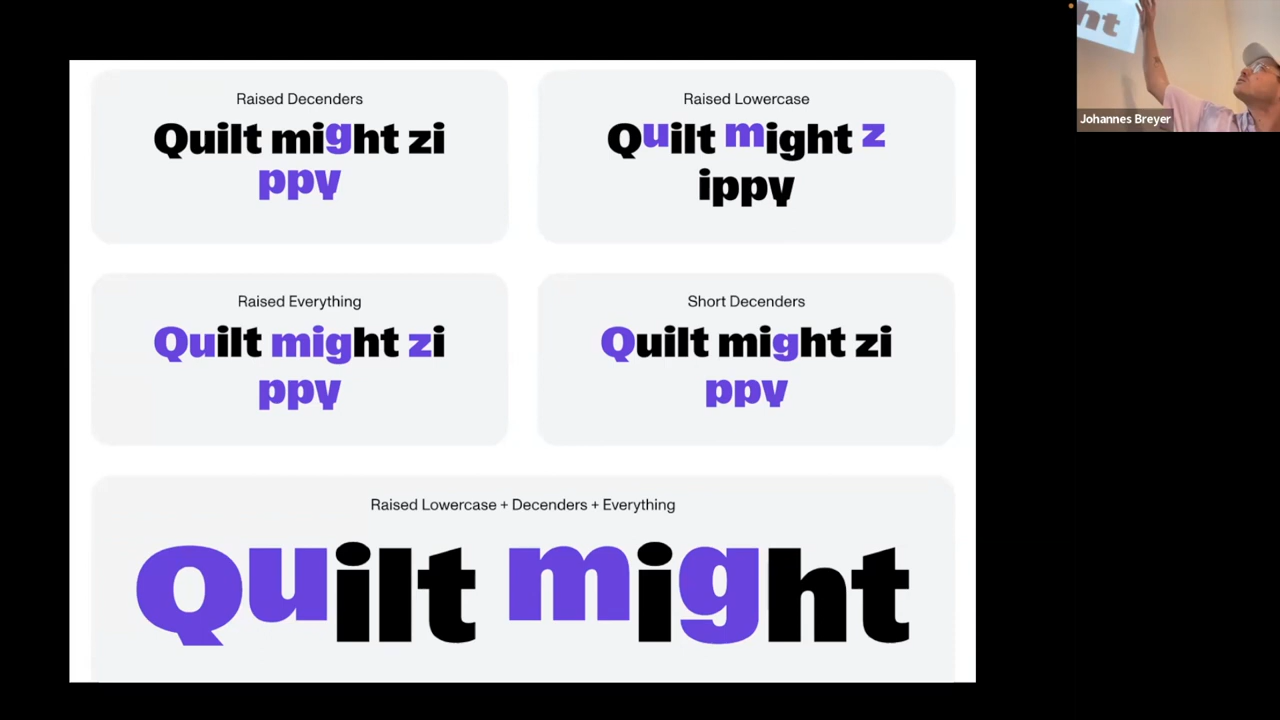 Raised Decenders
Quilt might zi
ppy
Raised Lowercase
Quilt might z
ippy
Raised Everything
Quilt might zi
ppy
Short Decenders
Quilt might zi
ppy
Raised Lowercase + Decenders + Everything
Quilt might
ht
Johannes Breyer